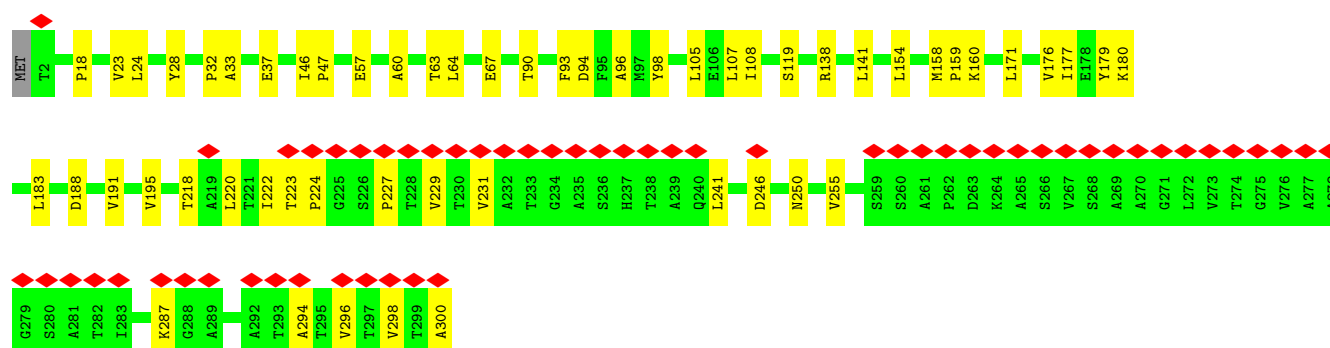 MET T2 P18 V23 L24 Y28 P32 A33 E37 I46 P47 E57 A60 T63 L64 E67 T90 F93 D94 F95 A96 M97 Y98 L105 E106 L107 I108 S119 R138 L141 L154 M158 P159 K160 L171 V176 I177 E178 Y179 K180
L183 D188 V191 V195 T218 A219 L220 T221 I222 T223 P224 G225 S226 P227 T228 V229 T230 V231 A232 T233 G234 A235 S236 H237 T238 A239 Q240 L241 D246 N250 V255 S259 S260 A261 P262 D263 K264 A265 S266 V267 S268 A269 A270 G271 L272 V273 T274 G275 V276 A277
G279 S280 A281 T282 I283 K287 G288 A289 A292 T293 A294 T295 V296 T297 V298 T299 A300